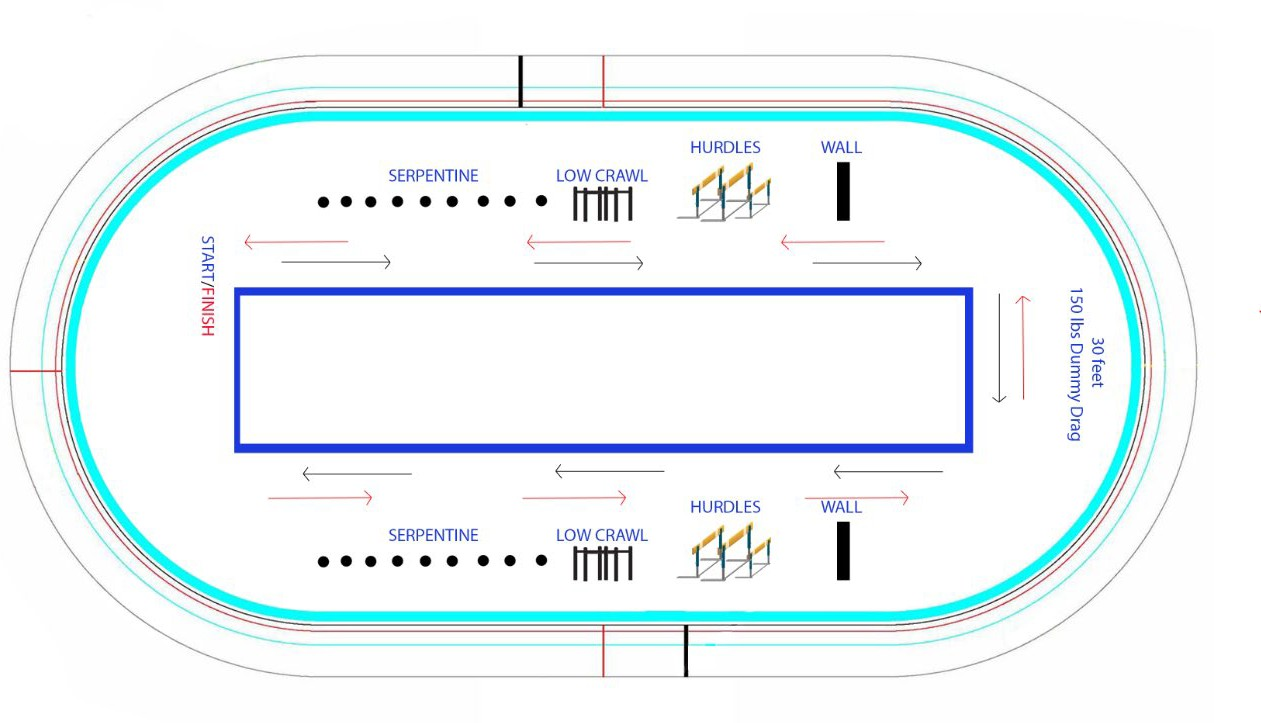 HURDLES
WALL
SERPENTINE
LOW CRAWL
START/FINISH
30 feet
150 lbs Dummy Drag
HURDLES
WALL
SERPENTINE
LOW CRAWL